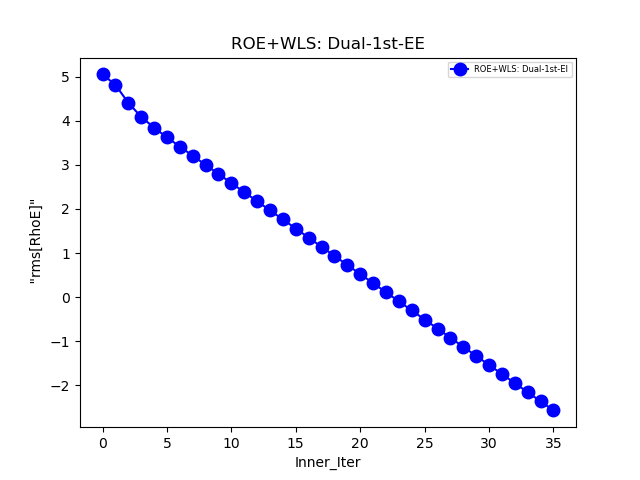 ROE+WLS: Dual-1st-EE
ROE+WLS: Dual-1st-EI
"rms[RhoE]"
5
4
3
2
1
0
−1
−2
0 5 10 15 20 25 30 35
Inner_Iter